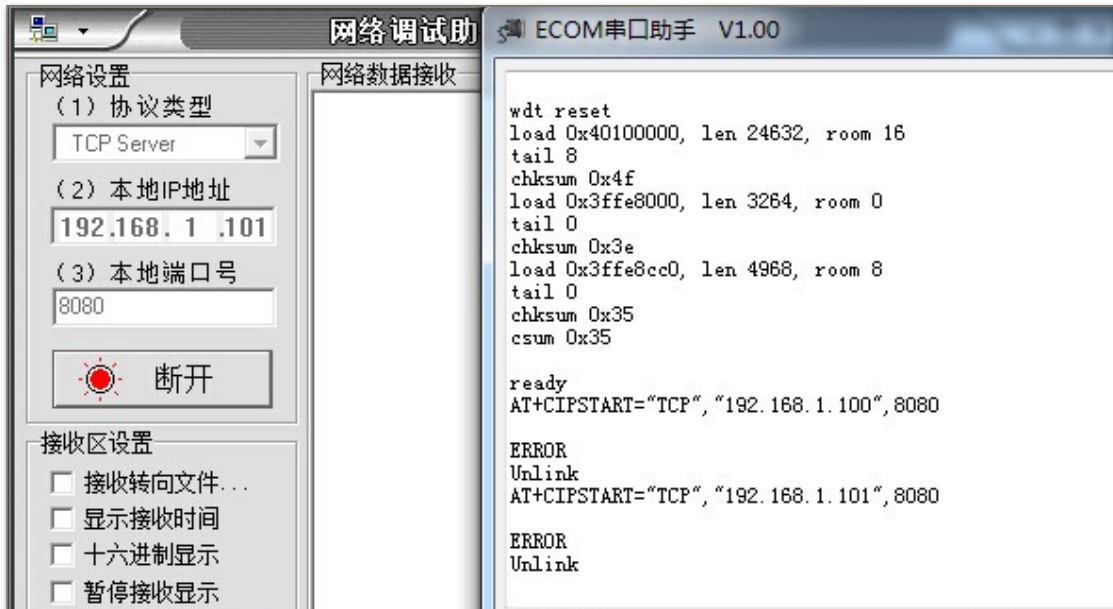 网络调试助
网络设置
（1）协议类型
TCP Server
（2）本地IP地址
192.168. 1 .101
（3）本地端口号
8080
断开
接收区设置
接收转向文件...
显示接收时间
十六进制显示
暂停接收显示
网络数据接收
ECOM串口助手 V1.00
wdt reset
load 0x40100000, len 24632, room 16
tail 8
chksum 0x4f
load 0x3ffe8000, len 3264, room 0
tail 0
chksum 0x3e
load 0x3ffe8cc0, len 4968, room 8
tail 0
chksum 0x35
csum 0x35
ready
AT+CIPSTART="TCP","192.168.1.100",8080
ERROR
Unlink
AT+CIPSTART="TCP","192.168.1.101",8080
ERROR
Unlink